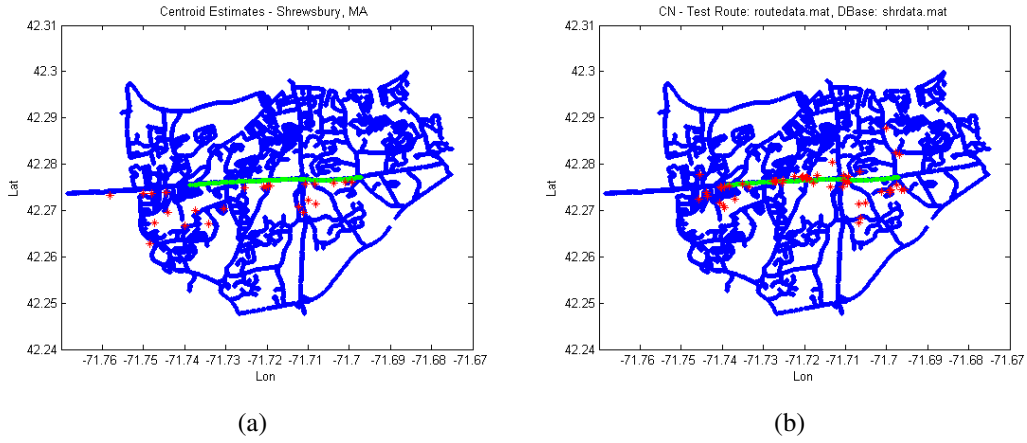 Centroid Estimates - Shrewsbury, MA
42.31
42.3
42.29
42.28
42.27
42.26
42.25
42.24
Lat
-71.76 -71.75 -71.74 -71.73 -71.72 -71.71 -71.7 -71.69 -71.68 -71.67
Lon
(a)
CN - Test Route: routedata.mat, DBase: shrdata.mat
42.31
42.3
42.29
42.28
42.27
42.26
42.25
42.24
Lat
-71.76 -71.75 -71.74 -71.73 -71.72 -71.71 -71.7 -71.69 -71.68 -71.67
Lon
(b)